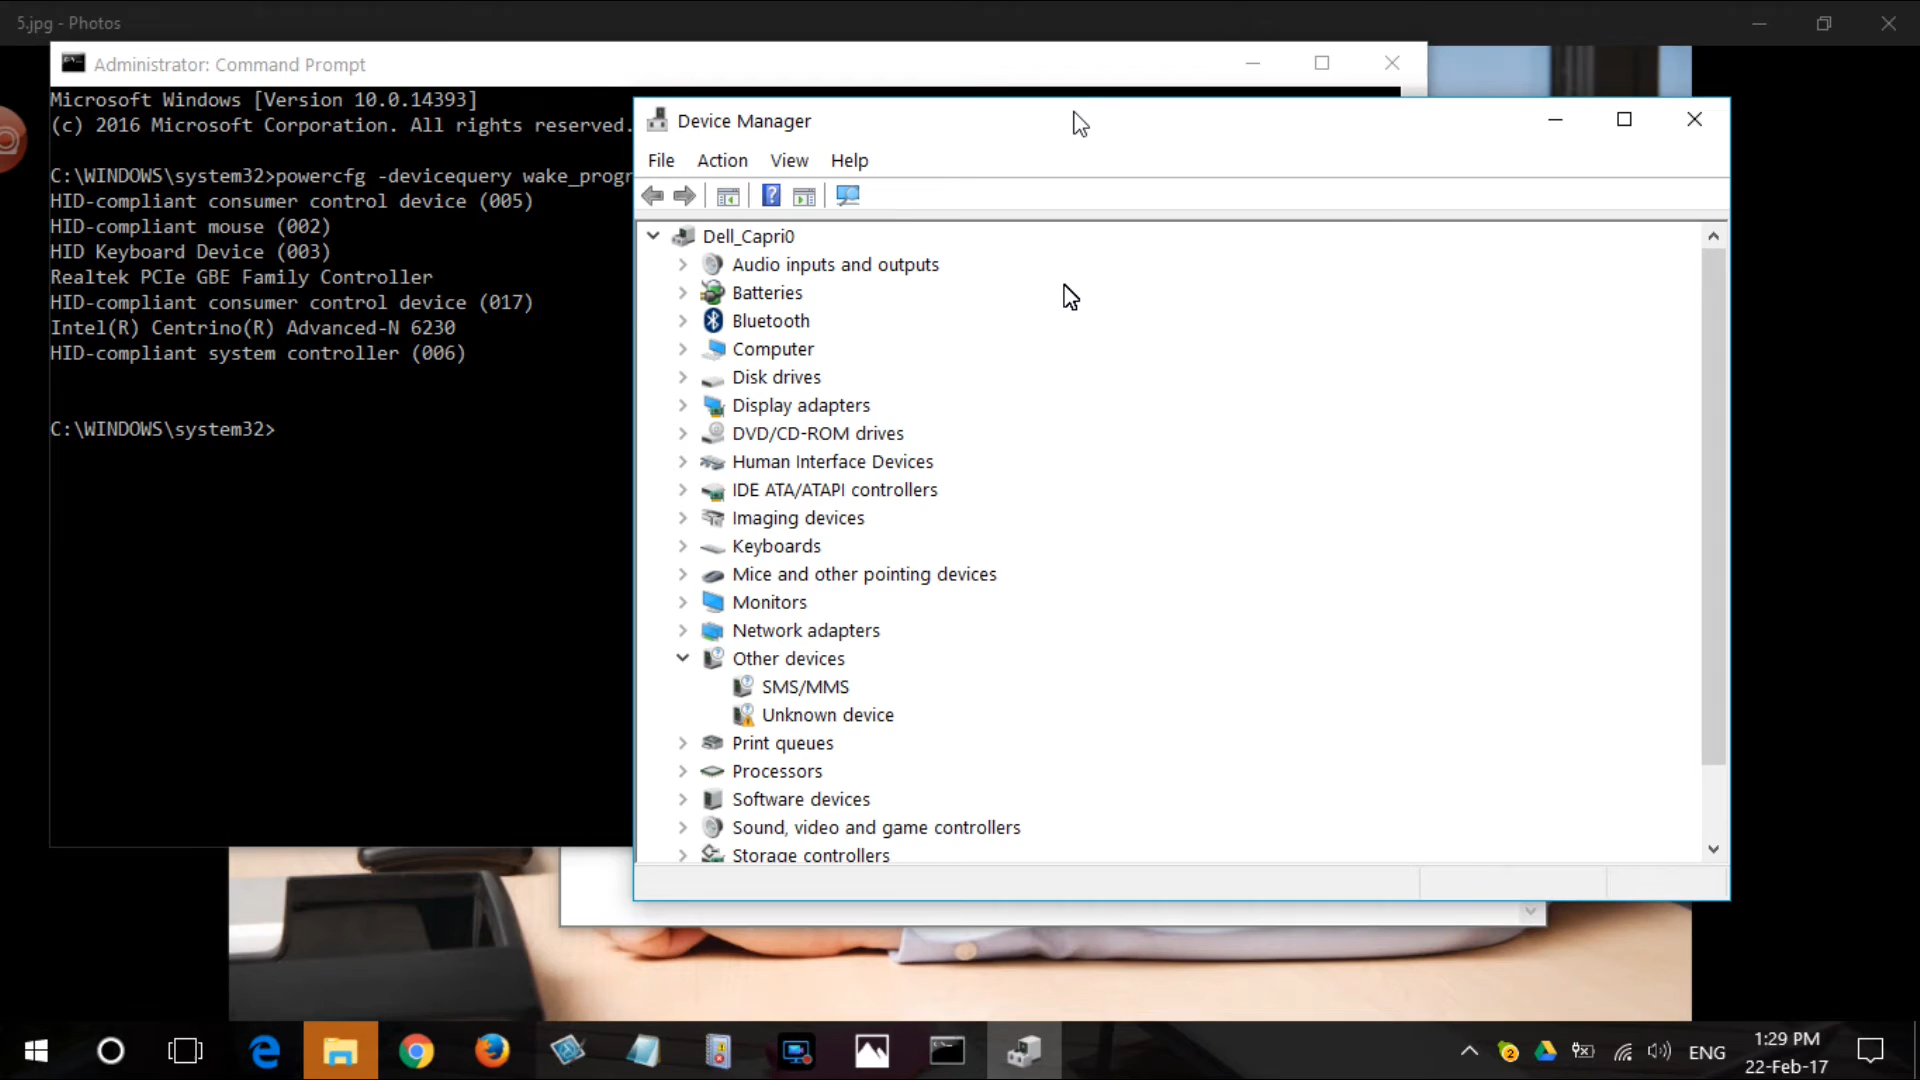 5.jpg - Photos
Administrator: Command Prompt
Microsoft Windows [Version 10.0.14393]
(c) 2016 Microsoft Corporation. All rights reserved.
C:\WINDOWS\system32>powercfg -devicequery wake_progr
HID-compliant consumer control device (005)
HID-compliant mouse (002)
HID Keyboard Device (003)
Realtek PCIe GBE Family Controller
HID-compliant consumer control device (017)
Intel(R) Centrino(R) Advanced-N 6230
HID-compliant system controller (006)
C:\WINDOWS\system32>
Device Manager
File Action View Help
Dell_Capri0
Audio inputs and outputs
Batteries
Bluetooth
Computer
Disk drives
Display adapters
DVD/CD-ROM drives
Human Interface Devices
IDE ATA/ATAPI controllers
Imaging devices
Keyboards
Mice and other pointing devices
Monitors
Network adapters
Other devices
SMS/MMS
Unknown device
Print queues
Processors
Software devices
Sound, video and game controllers
Storage controllers
2
ENG
1:29 PM
22-Feb-17